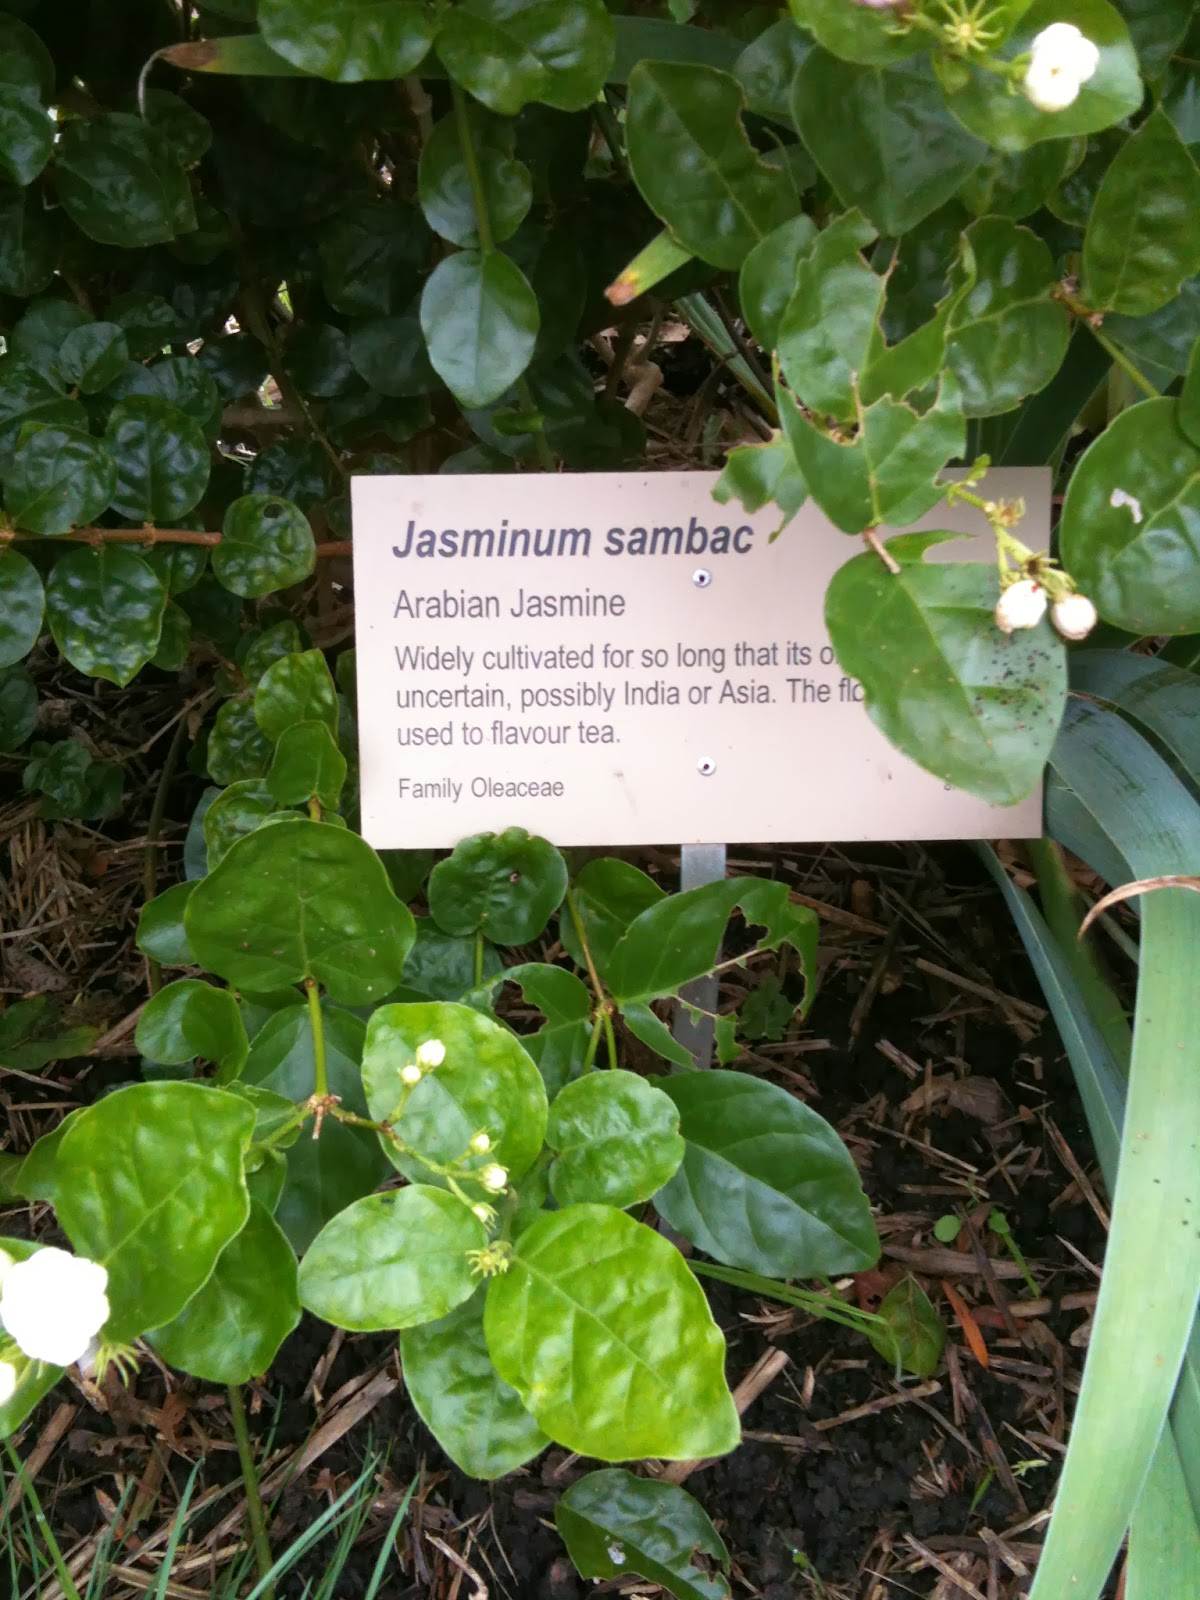 Jasminum sambac
Arabian Jasmine
Widely cultivated for so long that its
uncertain, possibly India or Asia. The
used to flavour tea.
Family Oleaceae